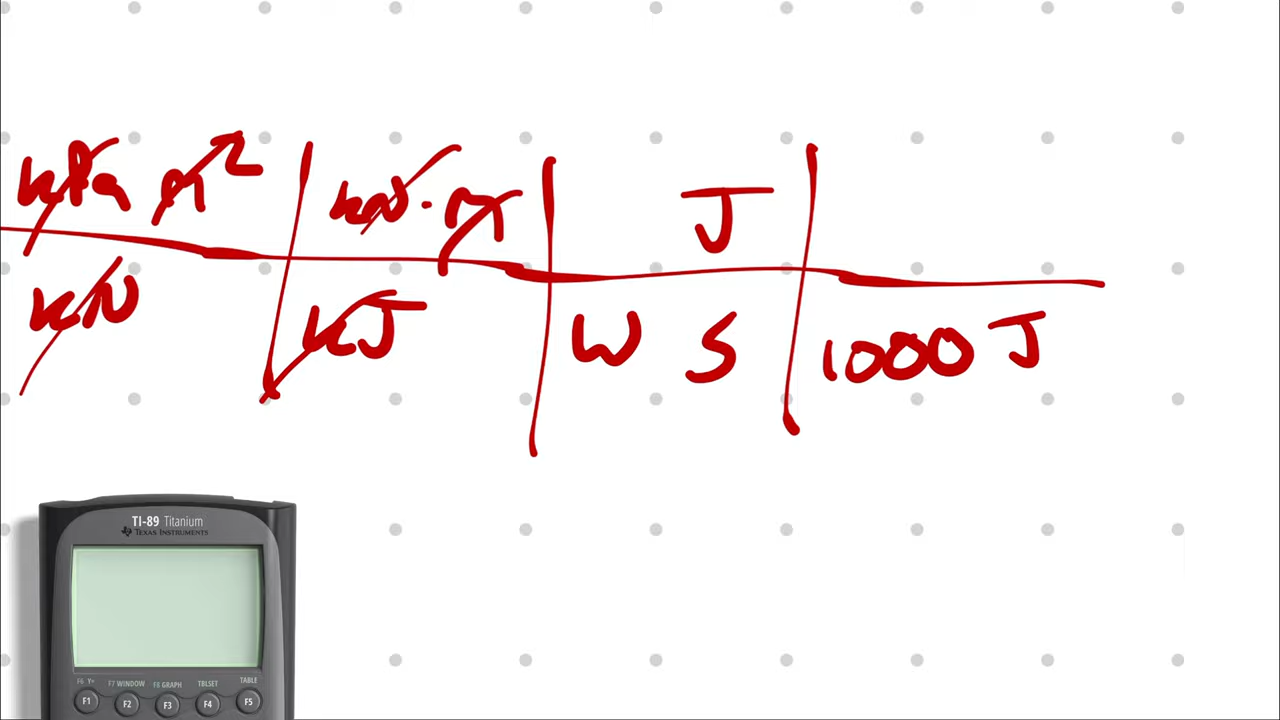 kPa m² kN·m J
kN kJ W S 1000 J
TI-89 Titanium
TEXAS INSTRUMENTS
F6 Y= F7 WINDOW F8 GRAPH TBLSET TABLE
F1 F2 F3 F4 F5